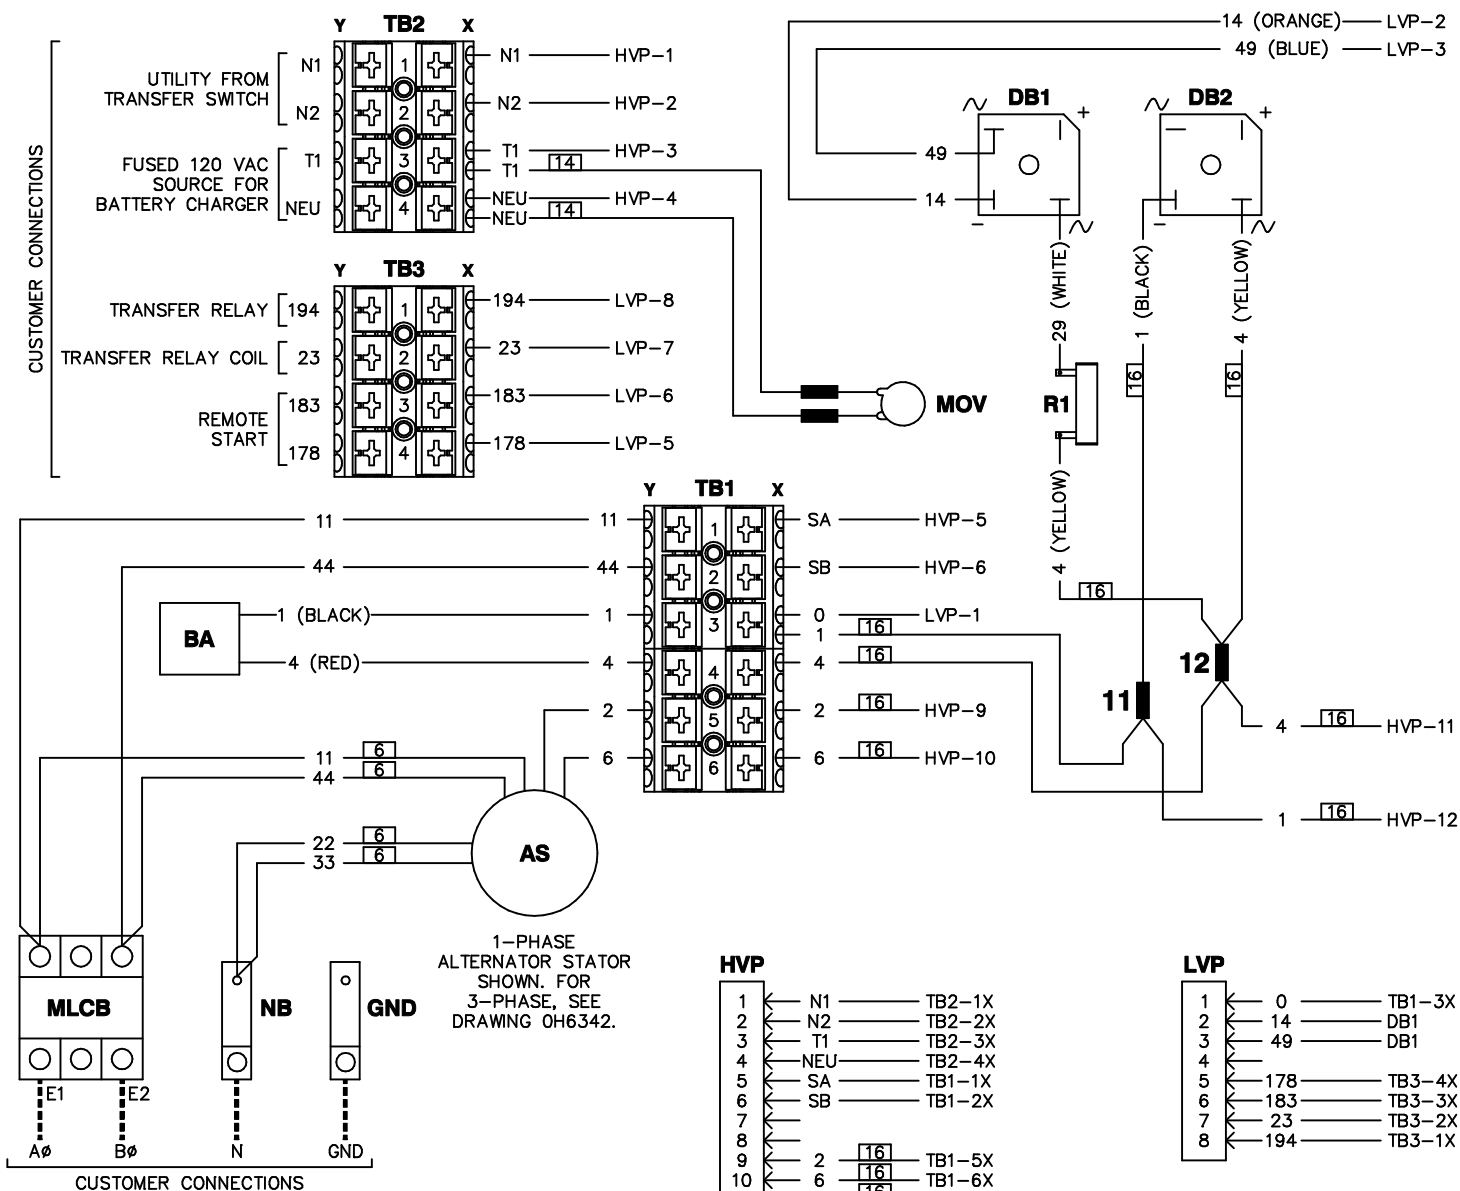 Y TB2 X
N1 1 N1 HVP-1
UTILITY FROM
TRANSFER SWITCH
N2 2 N2 HVP-2
T1 3 T1 HVP-3
T1 14
FUSED 120 VAC
SOURCE FOR
BATTERY CHARGER
NEU 4 NEU HVP-4
NEU 14
CUSTOMER CONNECTIONS
Y TB3 X
TRANSFER RELAY 194 1 194 LVP-8
TRANSFER RELAY COIL 23 2 23 LVP-7
REMOTE
START
183 3 183 LVP-6
178 4 178 LVP-5
MOV
14 (ORANGE) LVP-2
49 (BLUE) LVP-3
DB1 DB2
+ +
49
14
- -
29 (WHITE)
1 (BLACK)
4 (YELLOW)
16 16
R1
4 (YELLOW)
16
Y TB1 X
11 11 1 SA HVP-5
44 44 2 SB HVP-6
BA
1 (BLACK) 1 3 0 LVP-1
1 16
4 (RED) 4 4 4 16
2 5 2 16 HVP-9
6 6 6 16 HVP-10
12
11
4 16 HVP-11
1 16 HVP-12
11 6
44 6
22 6
33 6
AS
1-PHASE
ALTERNATOR STATOR
SHOWN. FOR
3-PHASE, SEE
DRAWING 0H6342.
MLCB
NB
GND
E1 E2
AØ BØ N GND
CUSTOMER CONNECTIONS
HVP
1 N1 TB2-1X
2 N2 TB2-2X
3 T1 TB2-3X
4 NEU TB2-4X
5 SA TB1-1X
6 SB TB1-2X
7
8
9 2 16 TB1-5X
10 6 16 TB1-6X
16
LVP
1 0 TB1-3X
2 14 DB1
3 49 DB1
4
5 178 TB3-4X
6 183 TB3-3X
7 23 TB3-2X
8 194 TB3-1X